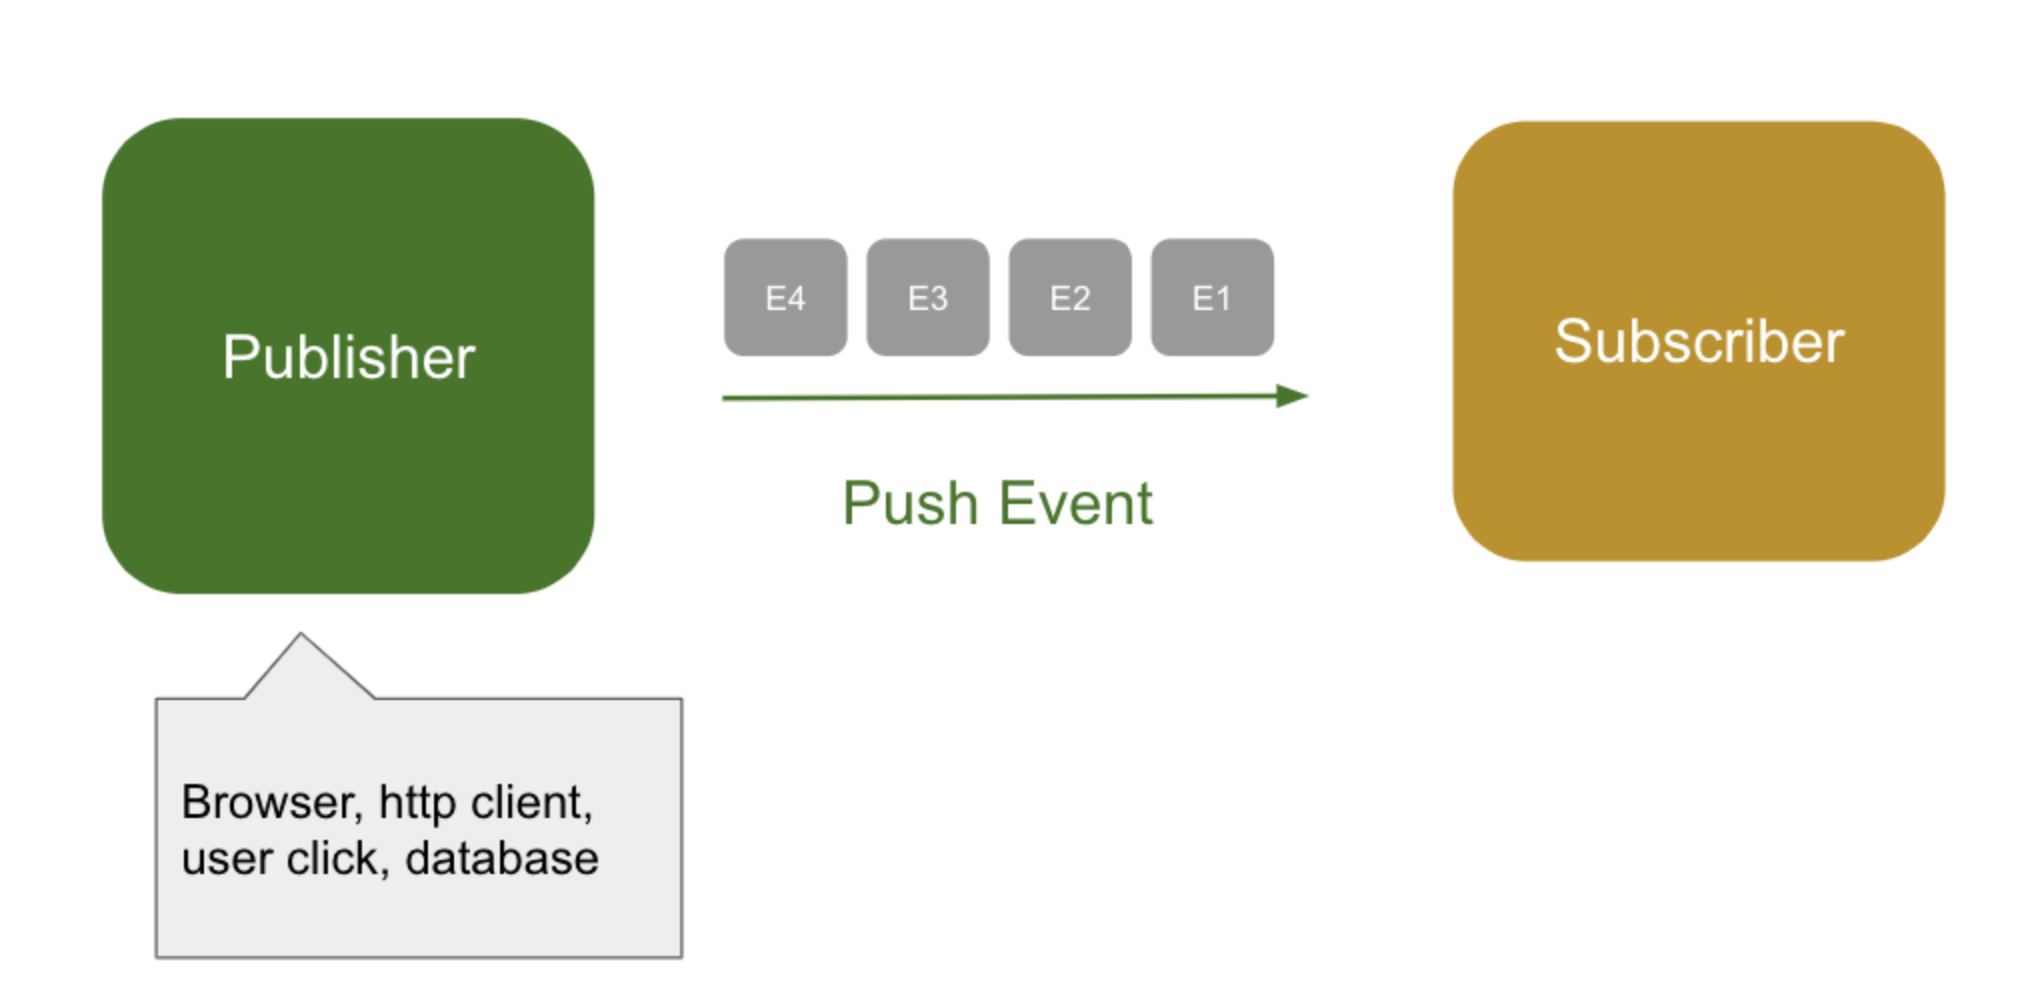 Publisher
E4 E3 E2 E1
Push Event
Subscriber
Browser, http client,
user click, database